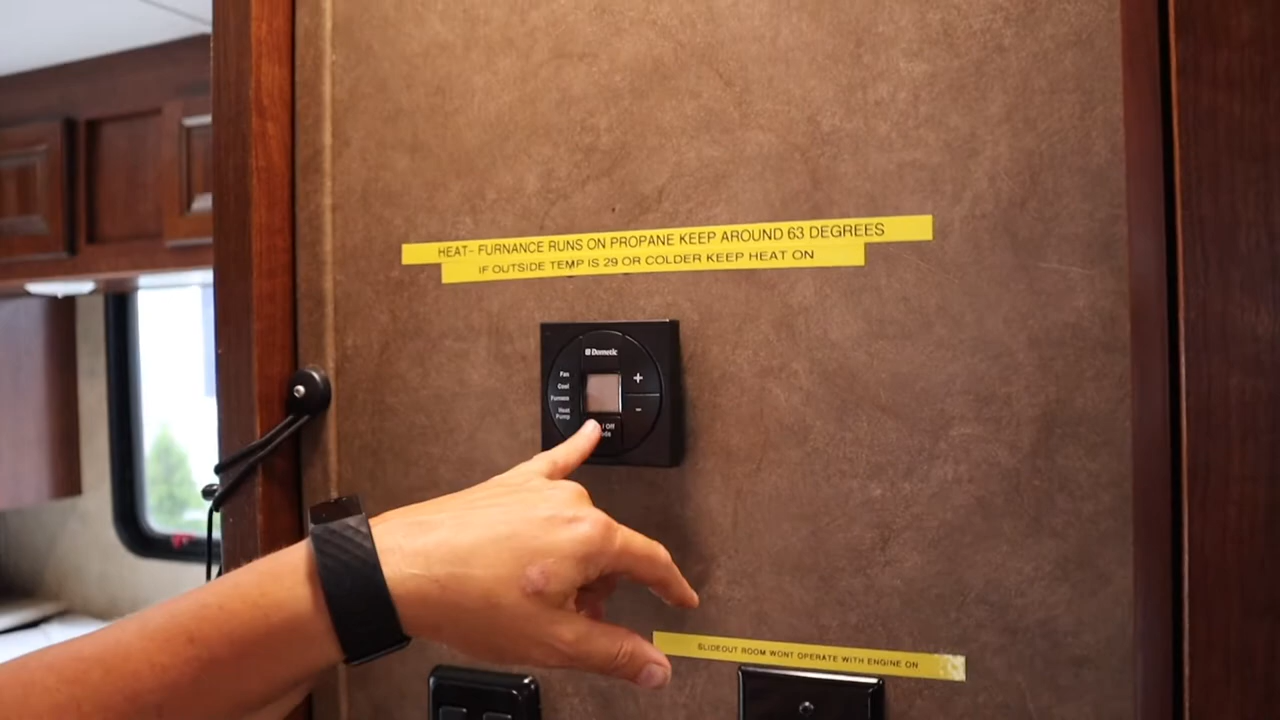 HEAT- FURNANCE RUNS ON PROPANE KEEP AROUND 63 DEGREES
IF OUTSIDE TEMP IS 29 OR COLDER KEEP HEAT ON
Dometic
Fan
Cool
+
Furnace
-
Heat
Pump
Off
SLIDEOUT ROOM WONT OPERATE WITH ENGINE ON